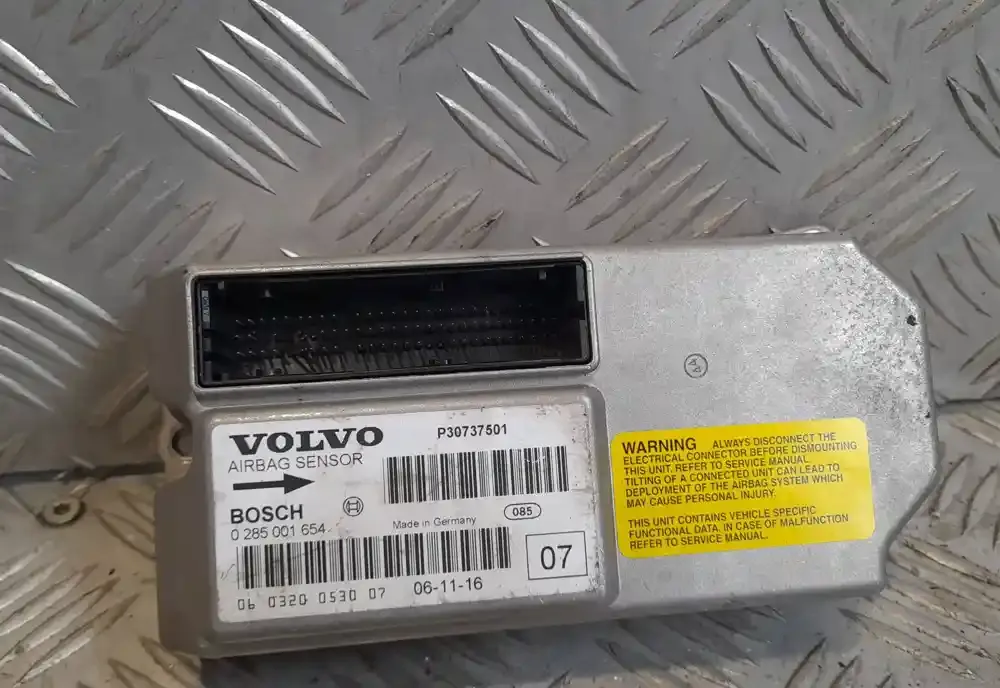 VOLVO
P30737501
AIRBAG SENSOR
BOSCH
0 285 001 654
Made in Germany
085
07
06 0320 0530 07
06-11-16
WARNING ALWAYS DISCONNECT THE
ELECTRICAL CONNECTOR BEFORE DISMOUNTING
THIS UNIT. REFER TO SERVICE MANUAL.
TILTING OF A CONNECTED UNIT CAN LEAD TO
DEPLOYMENT OF THE AIRBAG SYSTEM WHICH
MAY CAUSE PERSONAL INJURY.
THIS UNIT CONTAINS VEHICLE SPECIFIC
FUNCTIONAL DATA. IN CASE OF MALFUNCTION
REFER TO SERVICE MANUAL.